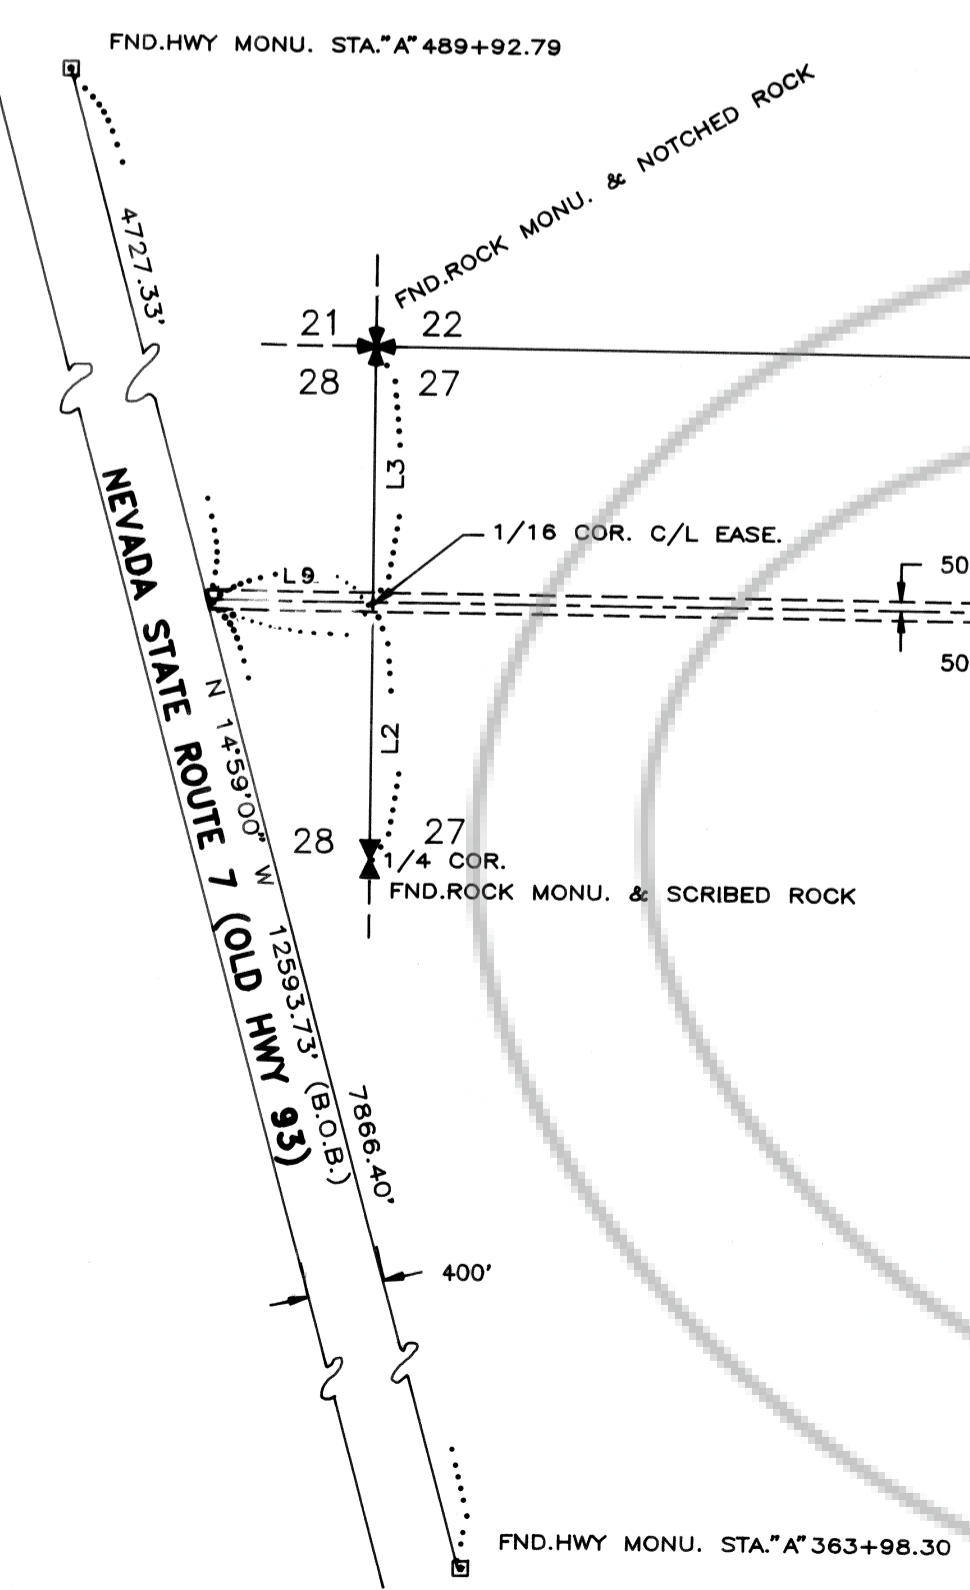 FND.HWY MONU. STA."A" 489+92.79
FND.ROCK MONU. & NOTCHED ROCK
4727.33'
21
22
28
27
L3
1/16 COR. C/L EASE.
L9
50
50
NEVADA STATE ROUTE 7 (OLD HWY 93)
N 14°59'00" W 12593.73' (B.O.B.)
L2
28
27
1/4 COR.
FND.ROCK MONU. & SCRIBED ROCK
7866.40'
400'
FND.HWY MONU. STA."A" 363+98.30